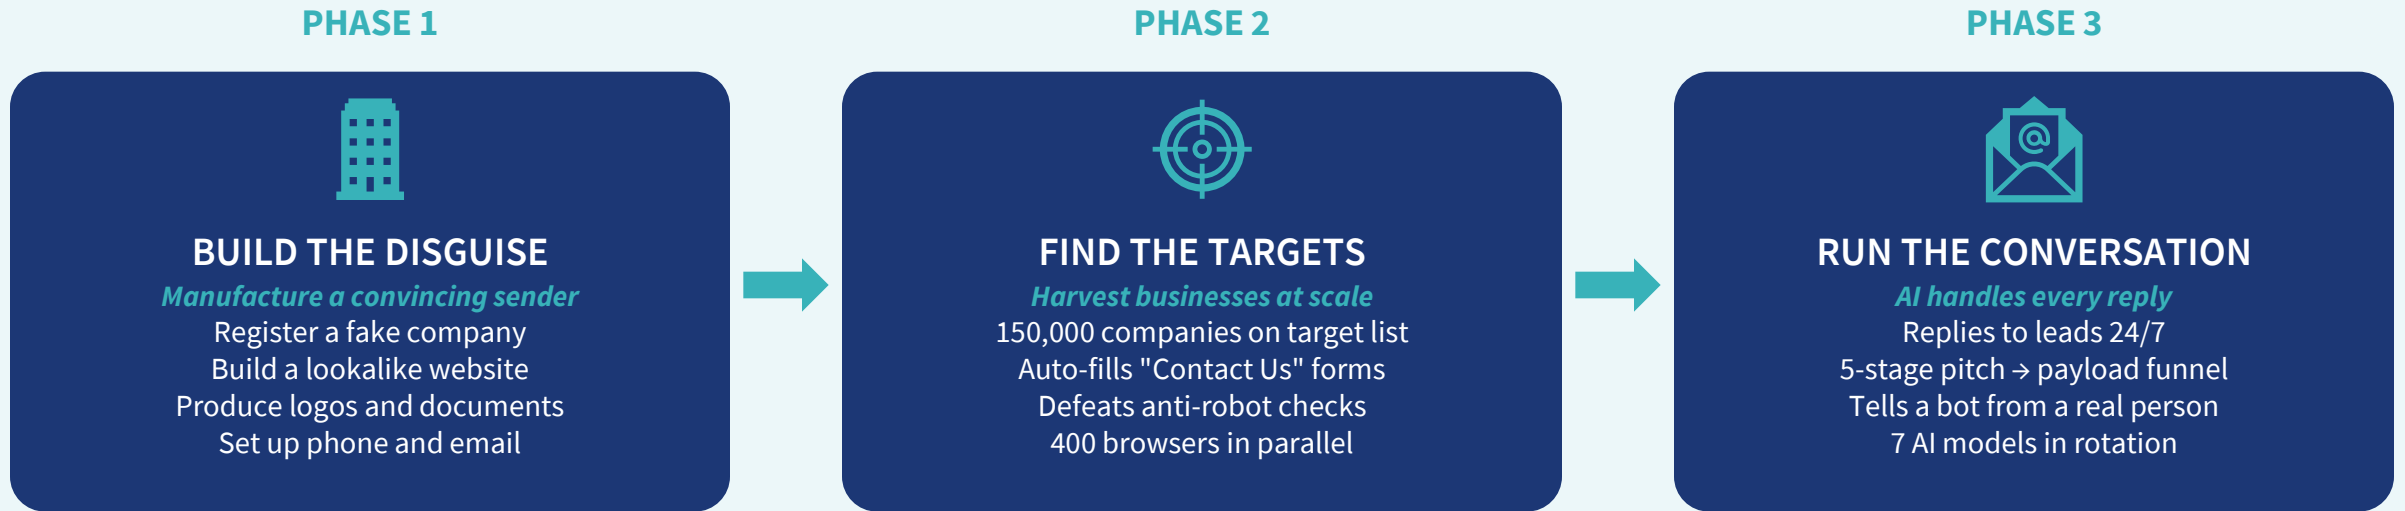 PHASE 1
BUILD THE DISGUISE
Manufacture a convincing sender
Register a fake company
Build a lookalike website
Produce logos and documents
Set up phone and email
PHASE 2
FIND THE TARGETS
Harvest businesses at scale
150,000 companies on target list
Auto-fills "Contact Us" forms
Defeats anti-robot checks
400 browsers in parallel
PHASE 3
@
RUN THE CONVERSATION
AI handles every reply
Replies to leads 24/7
5-stage pitch → payload funnel
Tells a bot from a real person
7 AI models in rotation